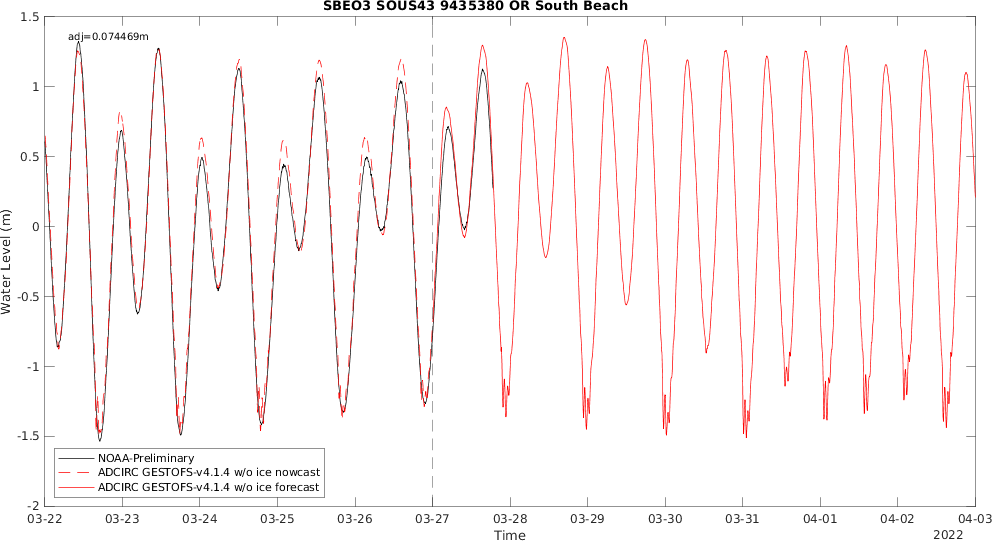 SBEO3 SOUS43 9435380 OR South Beach
adj=0.074469m
1.5
1
0.5
0
-0.5
-1
-1.5
-2
Water Level (m)
NOAA-Preliminary
ADCIRC GESTOFS-v4.1.4 w/o ice nowcast
ADCIRC GESTOFS-v4.1.4 w/o ice forecast
03-22 03-23 03-24 03-25 03-26 03-27 03-28 03-29 03-30 03-31 04-01 04-02 04-03
Time
2022